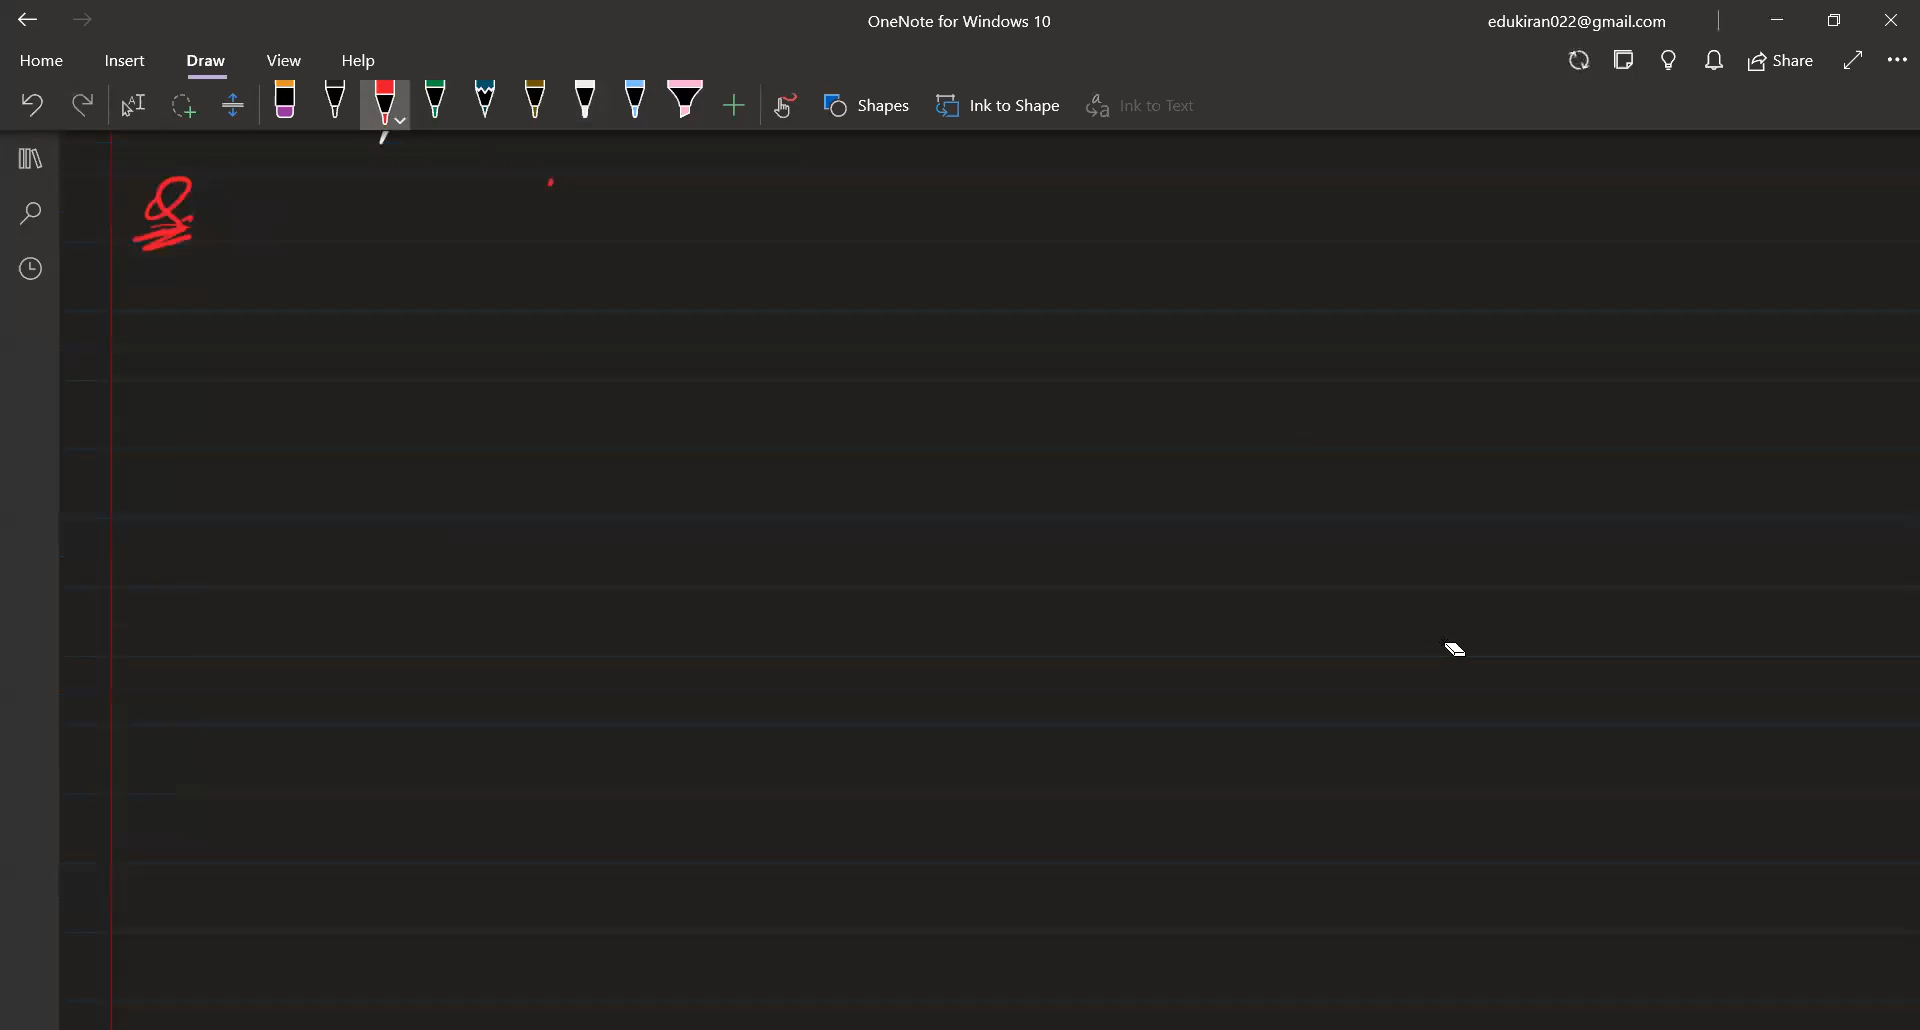 OneNote for Windows 10
edukiran022@gmail.com
Home Insert Draw View Help
Share
Shapes
Ink to Shape
Ink to Text